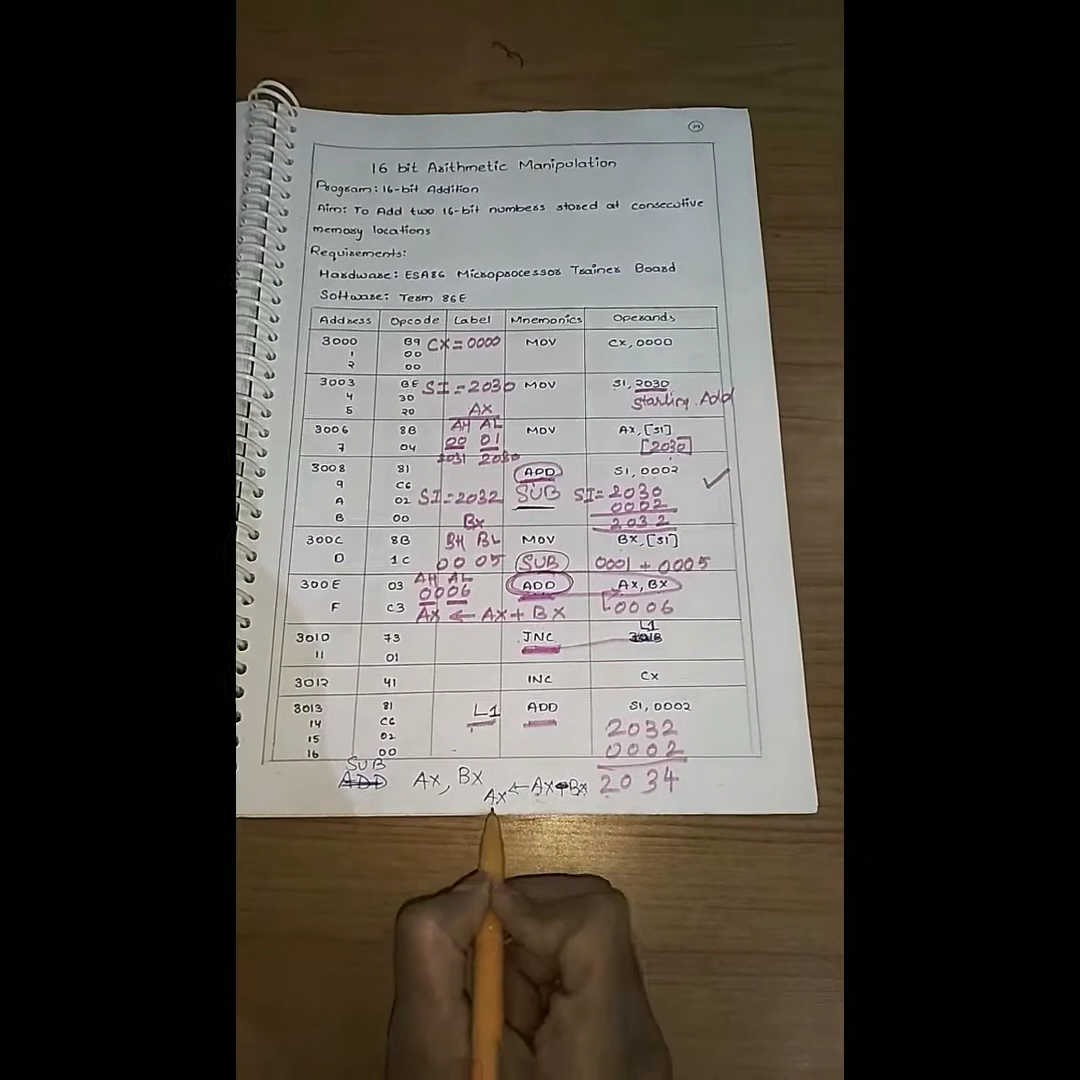 19
16 bit Arithmetic Manipulation
Program: 16-bit Addition
Aim: To Add two 16-bit numbers stored at consecutive
memory locations
Requirements:
Hardware: ESA86 Microprocessor Trainer Board
Software: Term 86E
Address Opcode Label Mnemonics Operands
3000 B9 CX=0000 MOV CX,0000
1 00
2 00
3003 BE SI=2030 MOV SI,2030
4 30 Starting Add
5 20 AX
AH AL
3006 8B 00 01 MOV AX,[SI]
7 04 2031 2030 [2030]
3008 81 ADD SI,0002
9 C6
A 02 SI=2032 SUB SI=2030
0002
B 00 BX 2032
300C 8B BH BL MOV BX,[SI]
D 1C 00 05 SUB 0001 + 0005
AH AL
300E 03 0006 ADD AX,BX
F C3 AX ← AX + BX 0006
L1
3010 73 JNC 3018
11 01
3012 41 INC CX
3013 81 L1 ADD SI,0002
14 C6 2032
15 02 0002
16 00
SUB
ADD AX, BX AX←AX-BX 2034